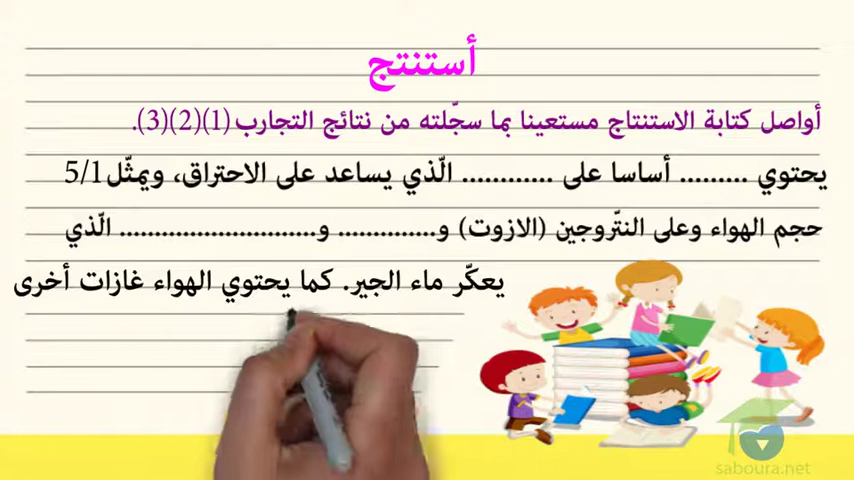 أستنتج
أواصل كتابة الاستنتاج مستعينا بما سجّلته من نتائج التجارب (1)(2)(3).
يحتوي ......... أساسا على ............ الّذي يساعد على الاحتراق، ويمثّل 5/1
حجم الهواء وعلى النتّروجين (الازوت) و.............. و............................ الّذي
يعكّر ماء الجير. كما يحتوي الهواء غازات أخرى
saboura.net